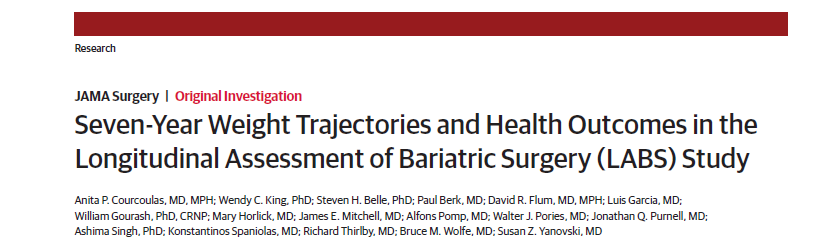 Research
JAMA Surgery | Original Investigation
Seven-Year Weight Trajectories and Health Outcomes in the
Longitudinal Assessment of Bariatric Surgery (LABS) Study
Anita P. Courcoulas, MD, MPH; Wendy C. King, PhD; Steven H. Belle, PhD; Paul Berk, MD; David R. Flum, MD, MPH; Luis Garcia, MD;
William Gourash, PhD, CRNP; Mary Horlick, MD; James E. Mitchell, MD; Alfons Pomp, MD; Walter J. Pories, MD; Jonathan Q. Purnell, MD;
Ashima Singh, PhD; Konstantinos Spaniolas, MD; Richard Thirlby, MD; Bruce M. Wolfe, MD; Susan Z. Yanovski, MD